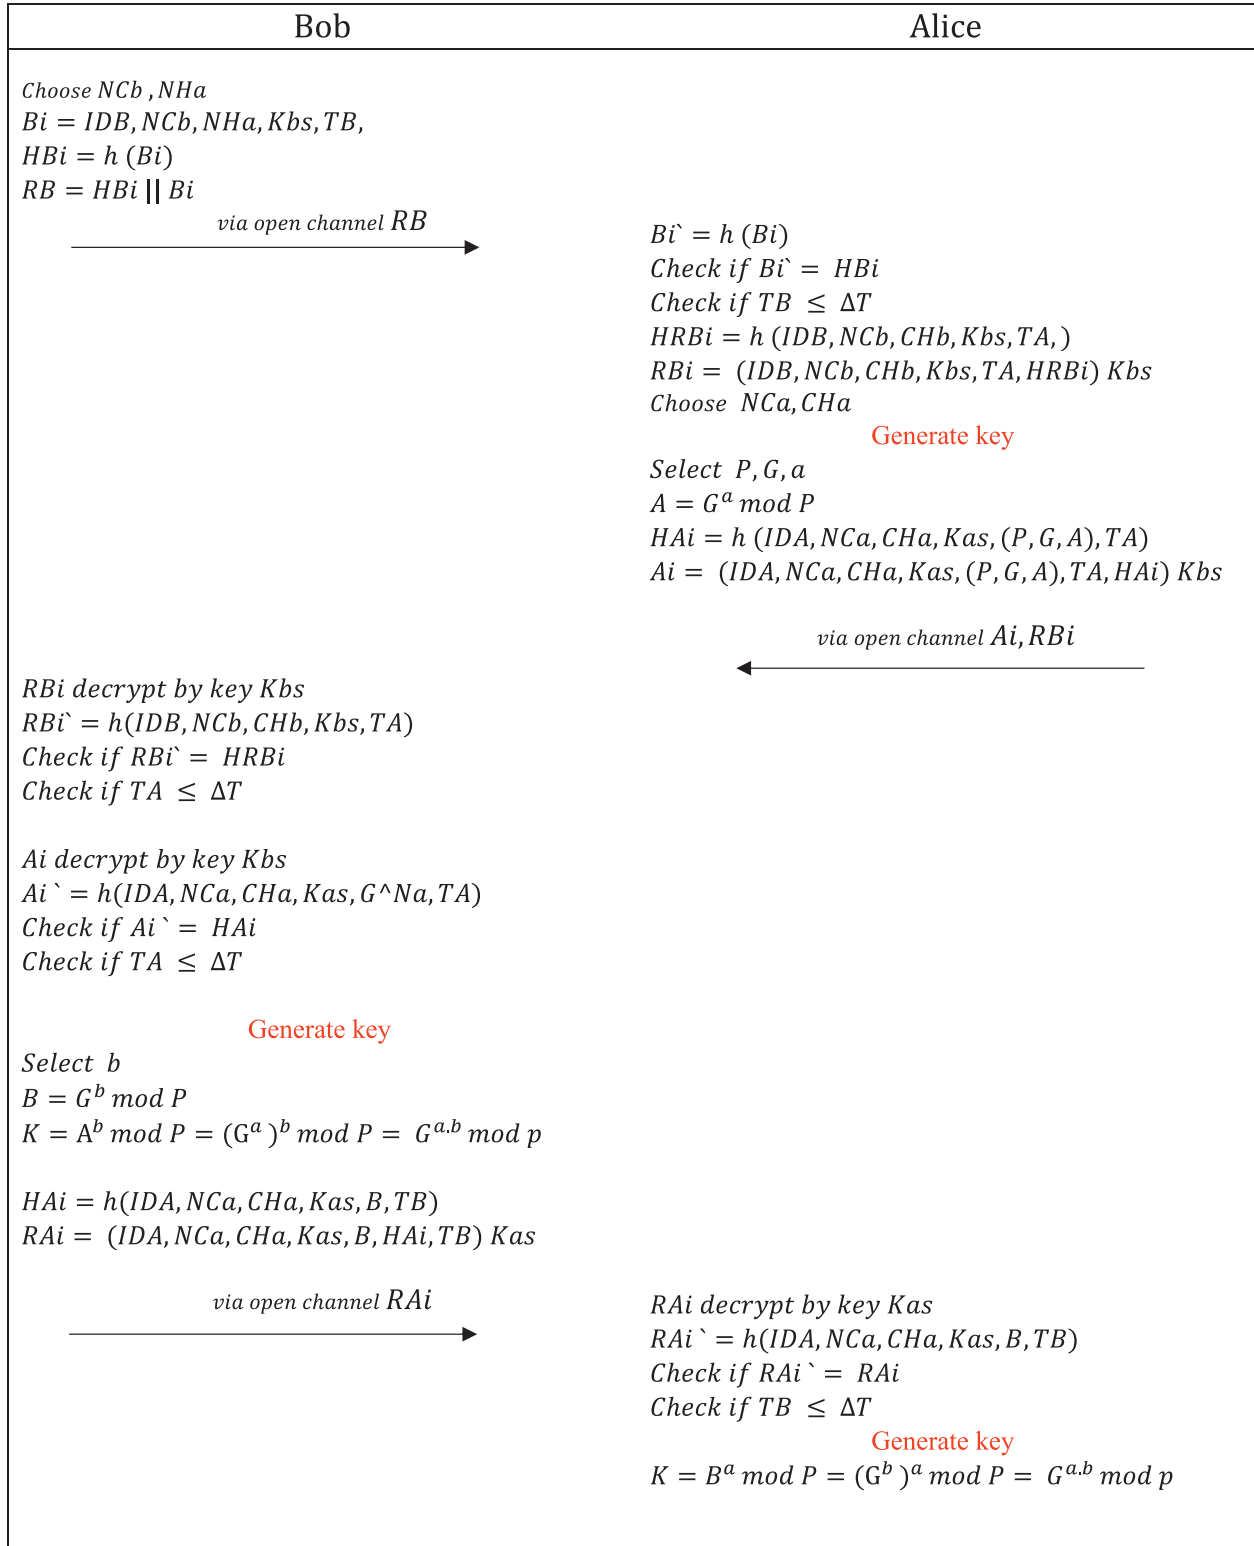 Bob
Alice
Choose NCb , NHa
Bi = IDB, NCb, NHa, Kbs, TB,
HBi = h (Bi)
RB = HBi || Bi
via open channel RB
Bi` = h (Bi)
Check if Bi` = HBi
Check if TB ≤ ΔT
HRBi = h (IDB, NCb, CHb, Kbs, TA, )
RBi = (IDB, NCb, CHb, Kbs, TA, HRBi) Kbs
Choose NCa, CHa
Generate key
Select P, G, a
A = G^a mod P
HAi = h (IDA, NCa, CHa, Kas, (P, G, A), TA)
Ai = (IDA, NCa, CHa, Kas, (P, G, A), TA, HAi) Kbs
via open channel Ai, RBi
RBi decrypt by key Kbs
RBi` = h(IDB, NCb, CHb, Kbs, TA)
Check if RBi` = HRBi
Check if TA ≤ ΔT
Ai decrypt by key Kbs
Ai ` = h(IDA, NCa, CHa, Kas, G^Na, TA)
Check if Ai ` = HAi
Check if TA ≤ ΔT
Generate key
Select b
B = G^b mod P
K = A^b mod P = (G^a )^b mod P = G^a.b mod p
HAi = h(IDA, NCa, CHa, Kas, B, TB)
RAi = (IDA, NCa, CHa, Kas, B, HAi, TB) Kas
via open channel RAi
RAi decrypt by key Kas
RAi ` = h(IDA, NCa, CHa, Kas, B, TB)
Check if RAi ` = RAi
Check if TB ≤ ΔT
Generate key
K = B^a mod P = (G^b )^a mod P = G^a.b mod p